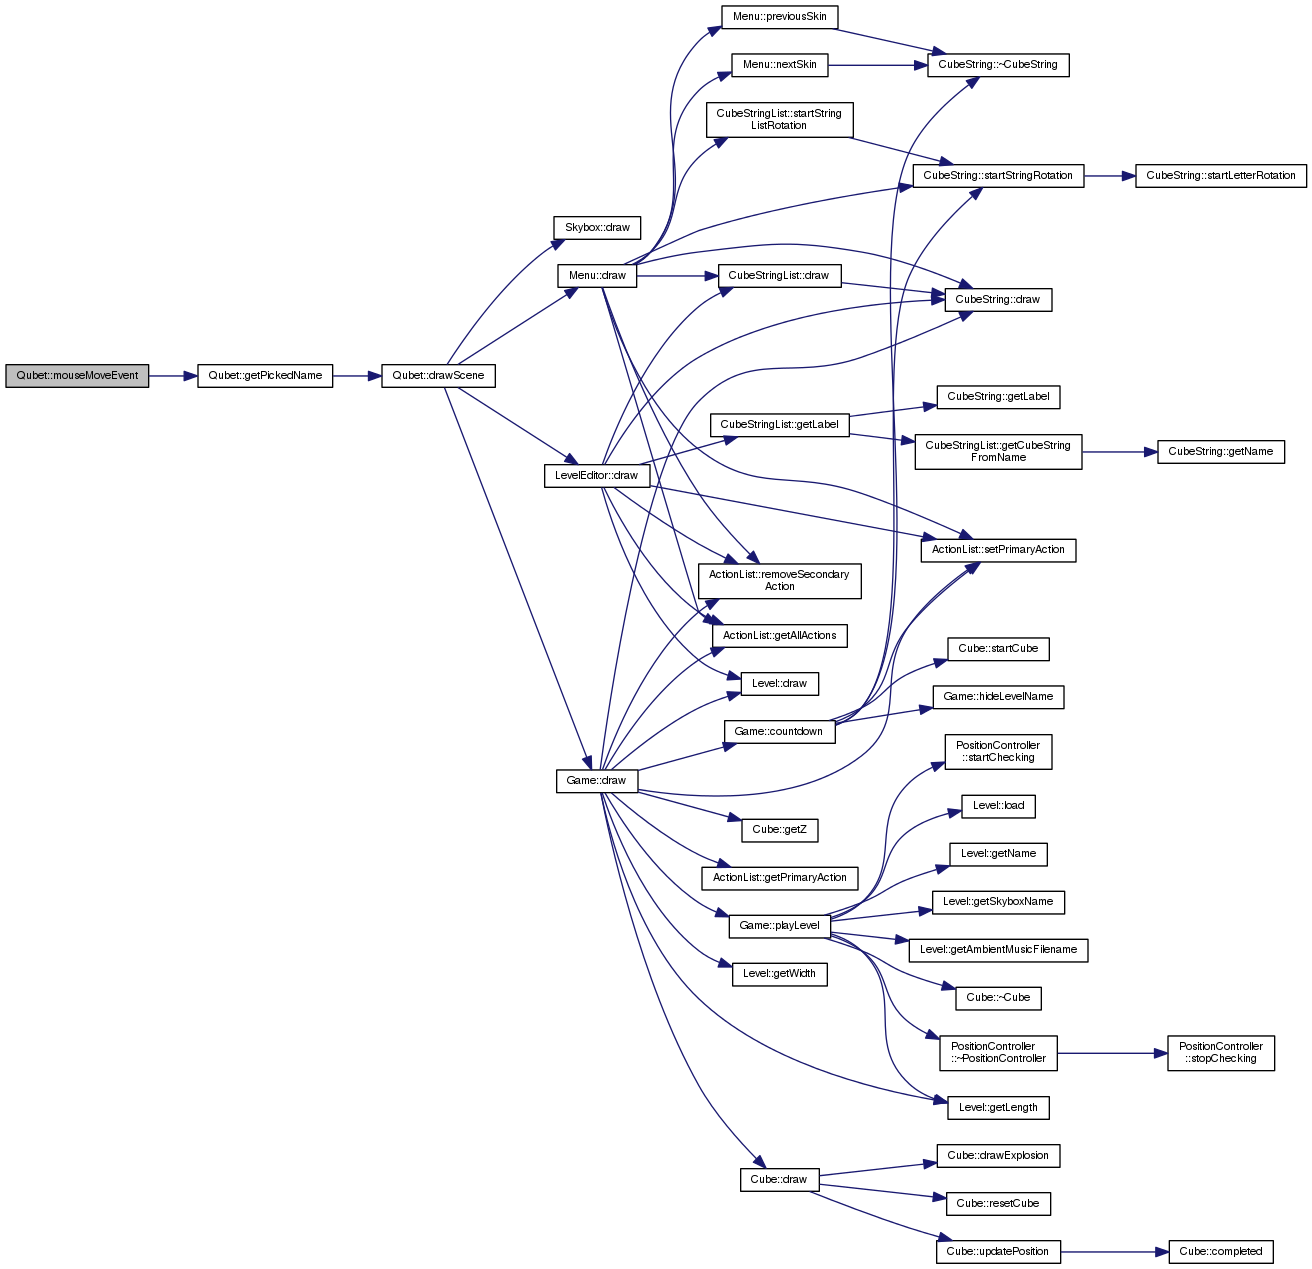 Menu::previousSkin
Menu::nextSkin
CubeString::~CubeString
CubeStringList::startString
ListRotation
CubeString::startStringRotation
CubeString::startLetterRotation
Skybox::draw
Menu::draw
CubeStringList::draw
CubeString::draw
Qubet::mouseMoveEvent
Qubet::getPickedName
Qubet::drawScene
CubeString::getLabel
CubeStringList::getLabel
CubeStringList::getCubeString
FromName
CubeString::getName
LevelEditor::draw
ActionList::setPrimaryAction
ActionList::removeSecondary
Action
ActionList::getAllActions
Cube::startCube
Level::draw
Game::hideLevelName
Game::countdown
PositionController
::startChecking
Game::draw
Level::load
Cube::getZ
Level::getName
ActionList::getPrimaryAction
Level::getSkyboxName
Game::playLevel
Level::getAmbientMusicFilename
Level::getWidth
Cube::~Cube
PositionController
::~PositionController
PositionController
::stopChecking
Level::getLength
Cube::drawExplosion
Cube::draw
Cube::resetCube
Cube::updatePosition
Cube::completed